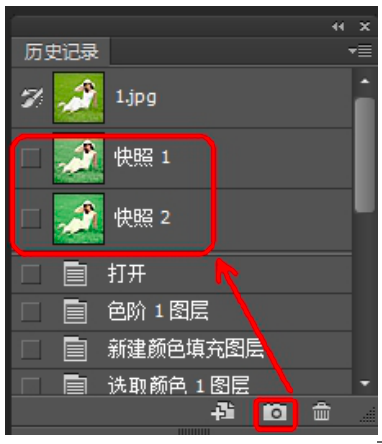 历史记录
1.jpg
快照 1
快照 2
打开
色阶 1 图层
新建颜色填充图层
选取颜色 1 图层